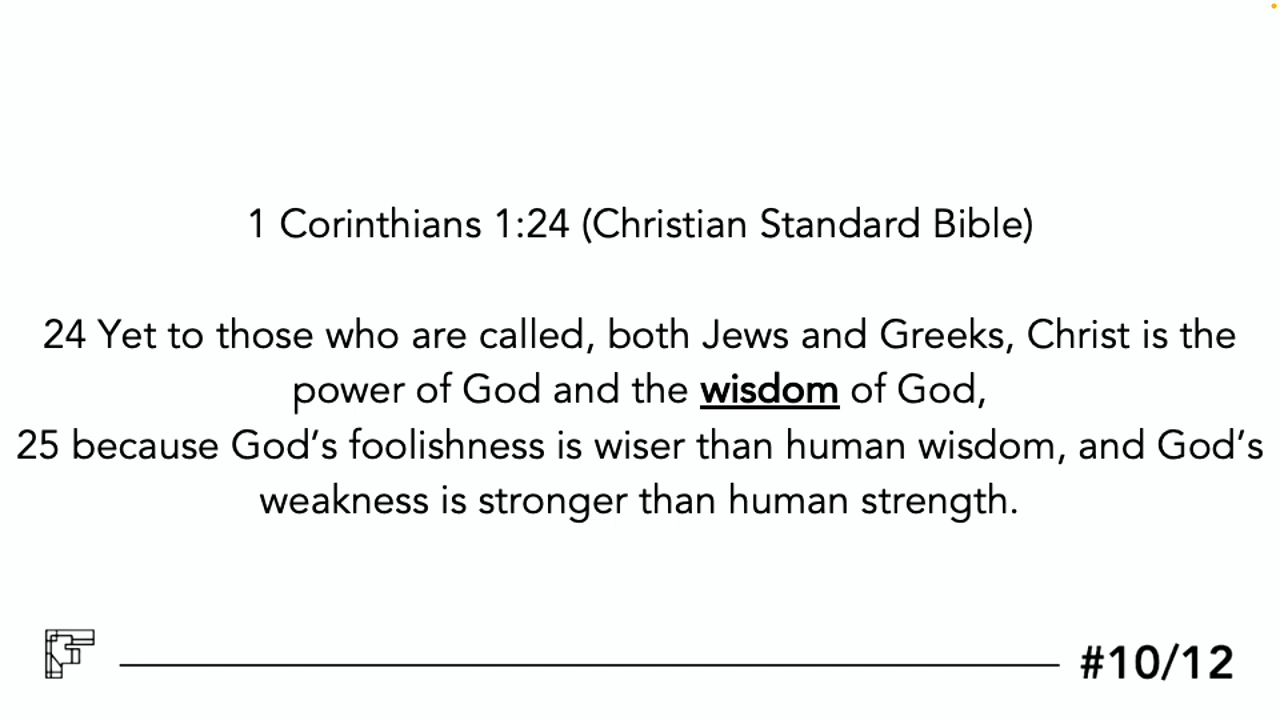 1 Corinthians 1:24 (Christian Standard Bible)
24 Yet to those who are called, both Jews and Greeks, Christ is the
power of God and the wisdom of God,
25 because God’s foolishness is wiser than human wisdom, and God’s
weakness is stronger than human strength.
#10/12